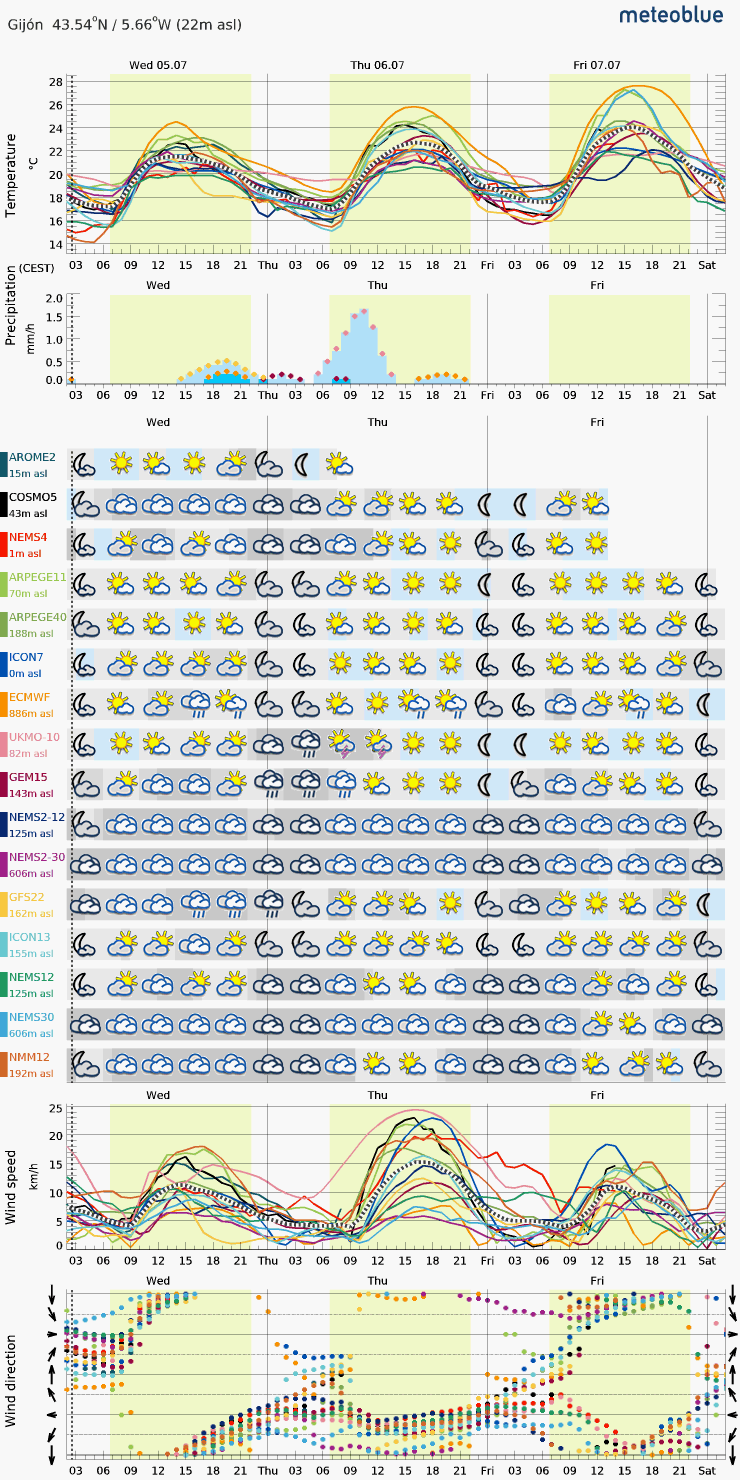 Gijón 43.54°N / 5.66°W (22m asl)
meteoblue
Wed 05.07 Thu 06.07 Fri 07.07
Temperature
°C
28
26
24
22
20
18
16
14
03 06 09 12 15 18 21 Thu 03 06 09 12 15 18 21 Fri 03 06 09 12 15 18 21 Sat
(CEST)
Wed Thu Fri
Precipitation
mm/h
2.0
1.5
1.0
0.5
0.0
03 06 09 12 15 18 21 Thu 03 06 09 12 15 18 21 Fri 03 06 09 12 15 18 21 Sat
Wed Thu Fri
AROME2
15m asl
COSMO5
43m asl
NEMS4
1m asl
ARPEGE11
70m asl
ARPEGE40
188m asl
ICON7
0m asl
ECMWF
886m asl
UKMO-10
82m asl
GEM15
143m asl
NEMS2-12
125m asl
NEMS2-30
606m asl
GFS22
162m asl
ICON13
155m asl
NEMS12
125m asl
NEMS30
606m asl
NMM12
192m asl
Wed Thu Fri
Wind speed
km/h
25
20
15
10
5
0
03 06 09 12 15 18 21 Thu 03 06 09 12 15 18 21 Fri 03 06 09 12 15 18 21 Sat
Wed Thu Fri
Wind direction
03 06 09 12 15 18 21 Thu 03 06 09 12 15 18 21 Fri 03 06 09 12 15 18 21 Sat